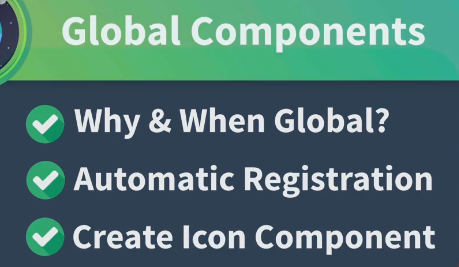 Global Components
Why & When Global?
Automatic Registration
Create Icon Component